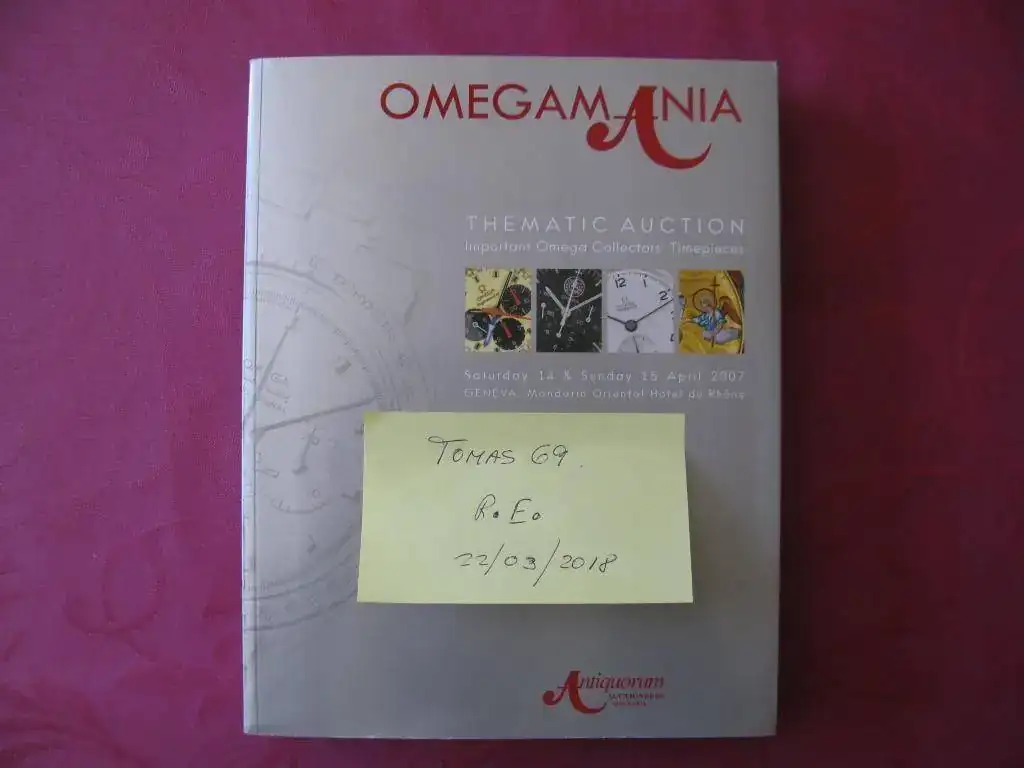 OMEGAMANIA
THEMATIC AUCTION
Important Omega Collectors' Timepieces
Saturday 14 & Sunday 15 April 2007
GENEVA, Mandarin Oriental Hotel du Rhône
TOMAS 69.
R.E.
22/03/2018
Antiquorum
AUCTIONEERS